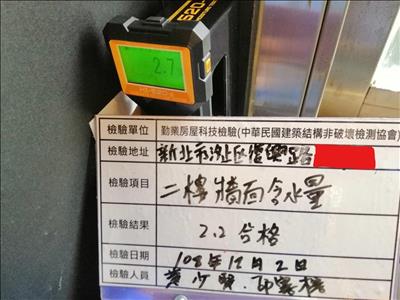 2.7
檢驗單位 勤業房屋科技檢驗(中華民國建築結構非破壞檢測協會)
檢驗地址 新北市汐止區復興路
檢驗項目 二樓牆面含水量
檢驗結果 2.2 合格
檢驗日期 108年12月2日
檢驗人員